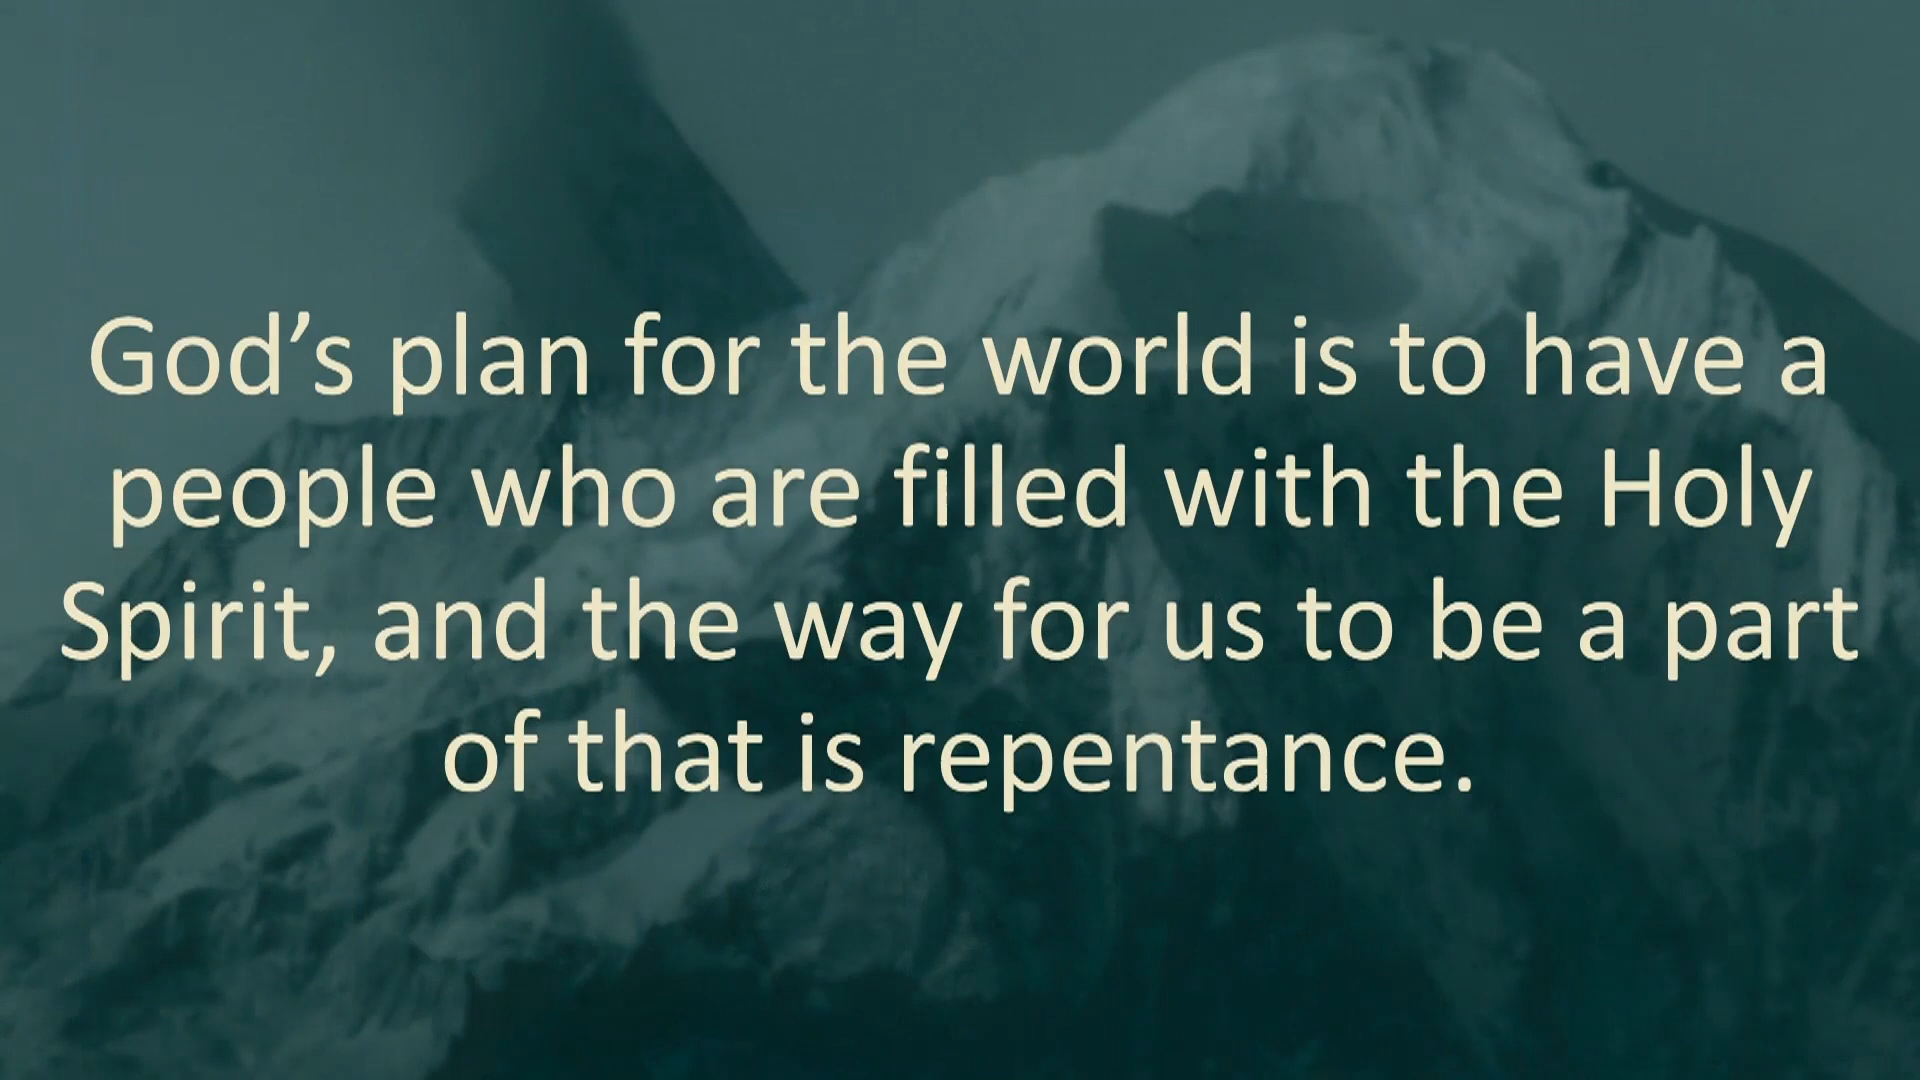 God’s plan for the world is to have a
people who are filled with the Holy
Spirit, and the way for us to be a part
of that is repentance.